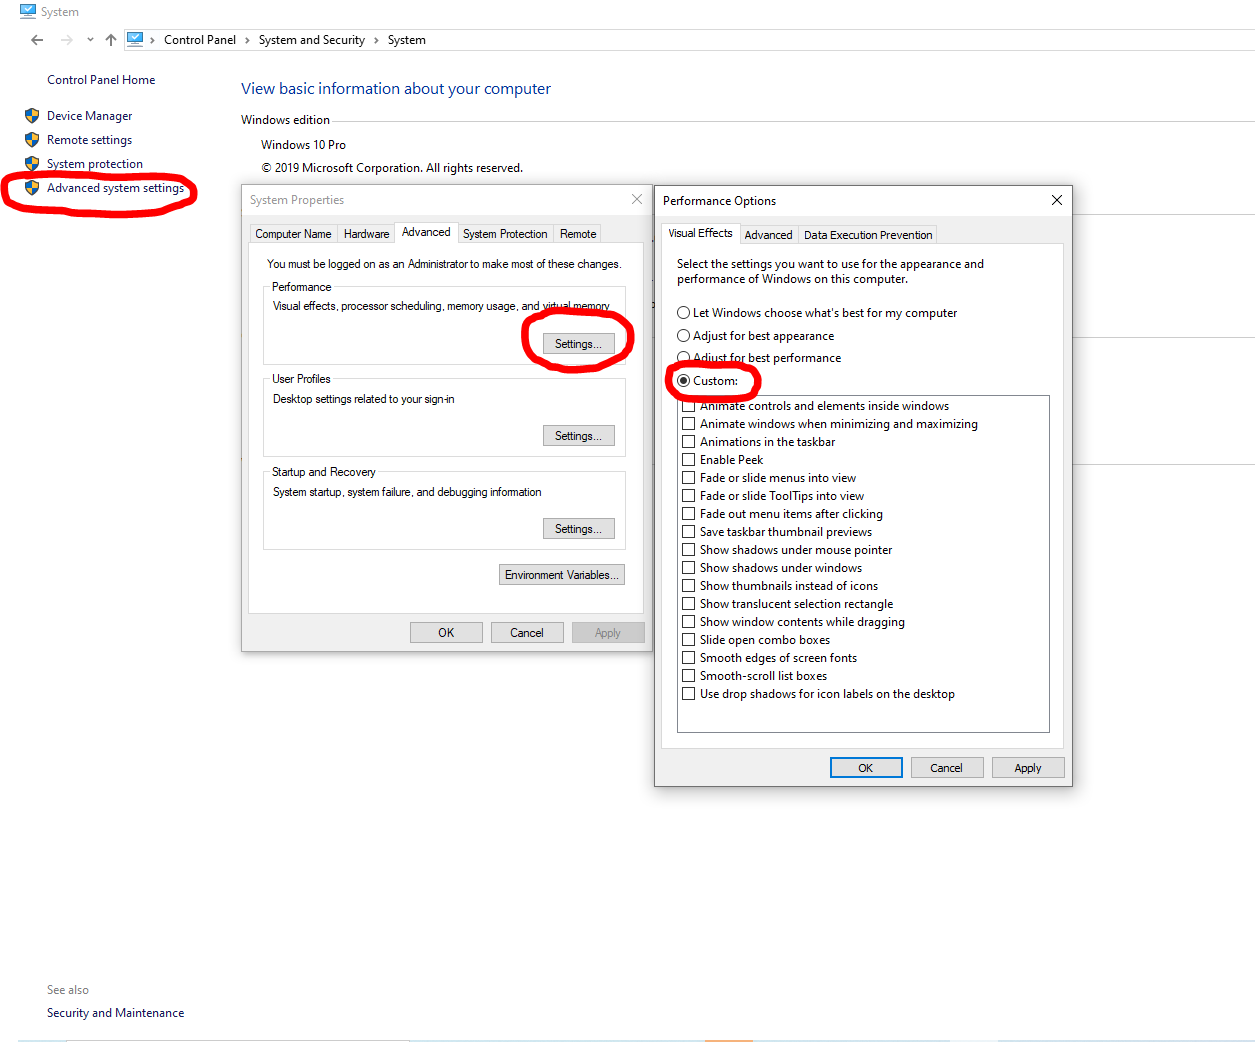 System
Control Panel > System and Security > System
Control Panel Home
Device Manager
Remote settings
System protection
Advanced system settings
View basic information about your computer
Windows edition
Windows 10 Pro
© 2019 Microsoft Corporation. All rights reserved.
System Properties
Computer Name Hardware Advanced System Protection Remote
You must be logged on as an Administrator to make most of these changes.
Performance
Visual effects, processor scheduling, memory usage, and virtual memory
Settings...
User Profiles
Desktop settings related to your sign-in
Settings...
Startup and Recovery
System startup, system failure, and debugging information
Settings...
Environment Variables...
OK Cancel Apply
Performance Options
Visual Effects Advanced Data Execution Prevention
Select the settings you want to use for the appearance and
performance of Windows on this computer.
Let Windows choose what's best for my computer
Adjust for best appearance
Adjust for best performance
Custom:
Animate controls and elements inside windows
Animate windows when minimizing and maximizing
Animations in the taskbar
Enable Peek
Fade or slide menus into view
Fade or slide ToolTips into view
Fade out menu items after clicking
Save taskbar thumbnail previews
Show shadows under mouse pointer
Show shadows under windows
Show thumbnails instead of icons
Show translucent selection rectangle
Show window contents while dragging
Slide open combo boxes
Smooth edges of screen fonts
Smooth-scroll list boxes
Use drop shadows for icon labels on the desktop
OK Cancel Apply
See also
Security and Maintenance